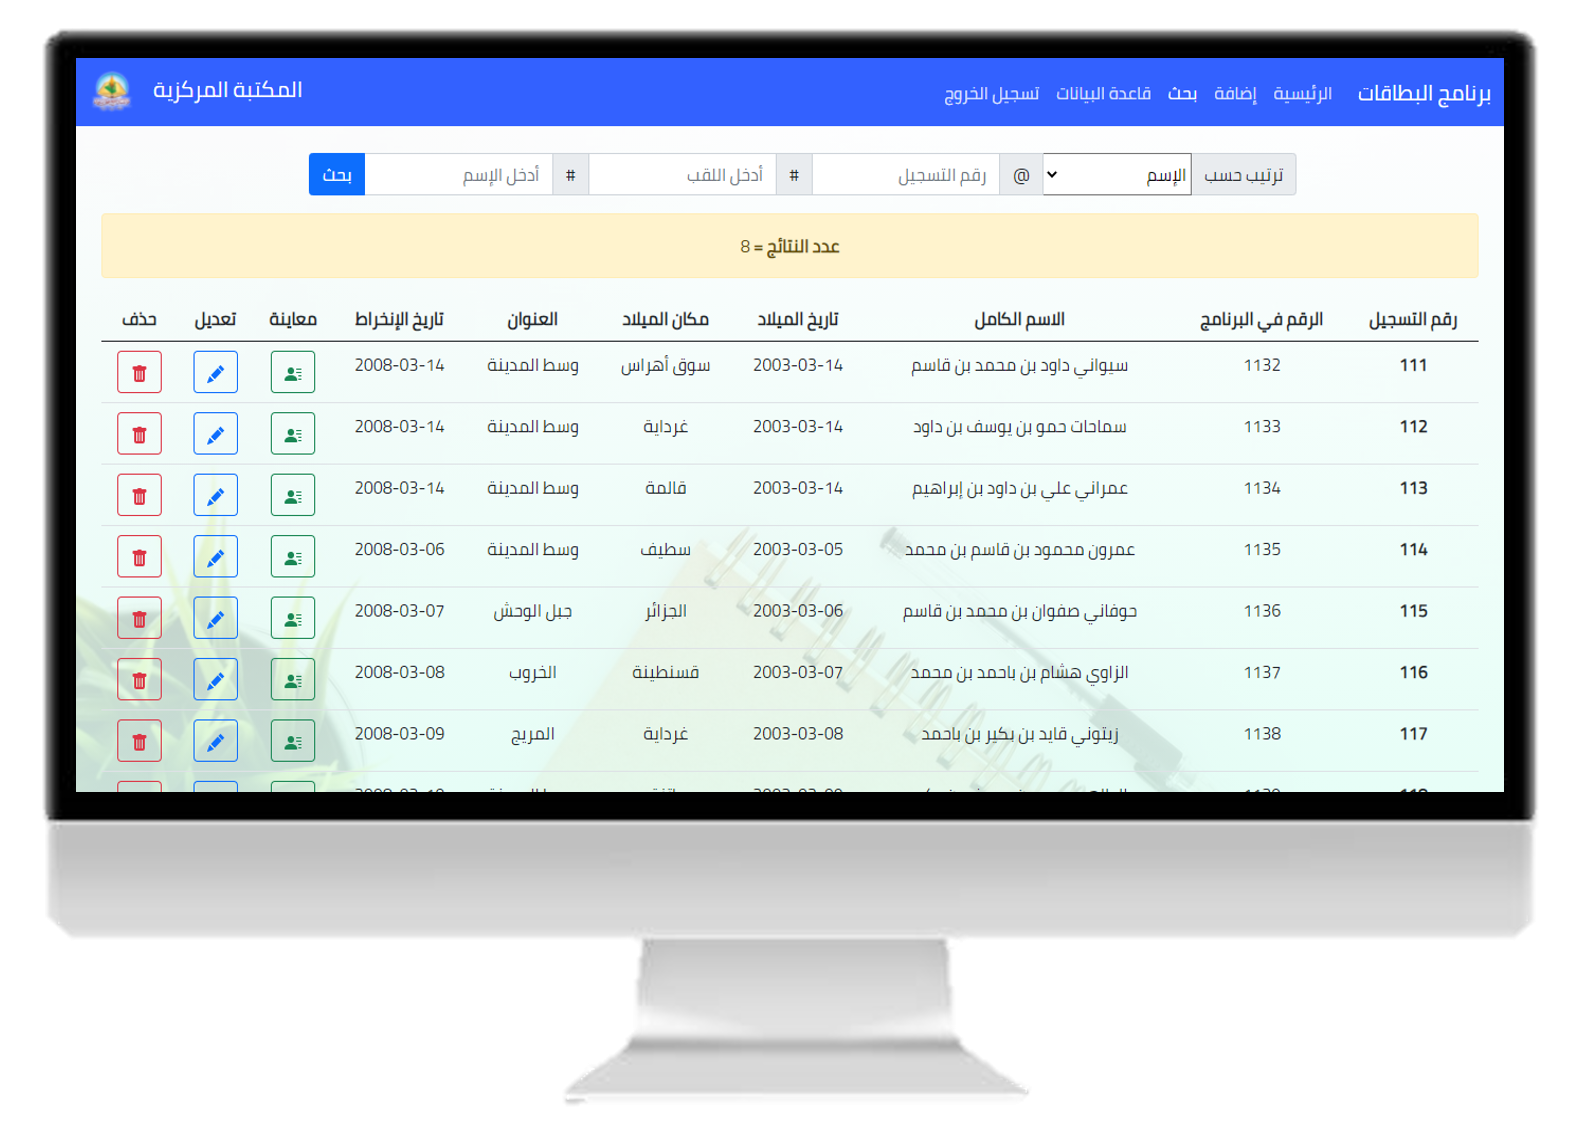 برنامج البطاقات الرئيسية إضافة بحث قاعدة البيانات تسجيل الخروج المكتبة المركزية
ترتيب حسب الإسم @ رقم التسجيل # أدخل اللقب # أدخل الإسم بحث
عدد النتائج = 8
رقم التسجيل الرقم في البرنامج الاسم الكامل تاريخ الميلاد مكان الميلاد العنوان تاريخ الإنخراط معاينة تعديل حذف
111 1132 سيواني داود بن محمد بن قاسم 2003-03-14 سوق أهراس وسط المدينة 2008-03-14
112 1133 سماحات حمو بن يوسف بن داود 2003-03-14 غرداية وسط المدينة 2008-03-14
113 1134 عمراني علي بن داود بن إبراهيم 2003-03-14 قالمة وسط المدينة 2008-03-14
114 1135 عمرون محمود بن قاسم بن محمد 2003-03-05 سطيف وسط المدينة 2008-03-06
115 1136 حوفاني صفوان بن محمد بن قاسم 2003-03-06 الجزائر جبل الوحش 2008-03-07
116 1137 الزاوي هشام بن باحمد بن محمد 2003-03-07 قسنطينة الخروب 2008-03-08
117 1138 زيتوني قايد بن بكير بن باحمد 2003-03-08 غرداية المريج 2008-03-09